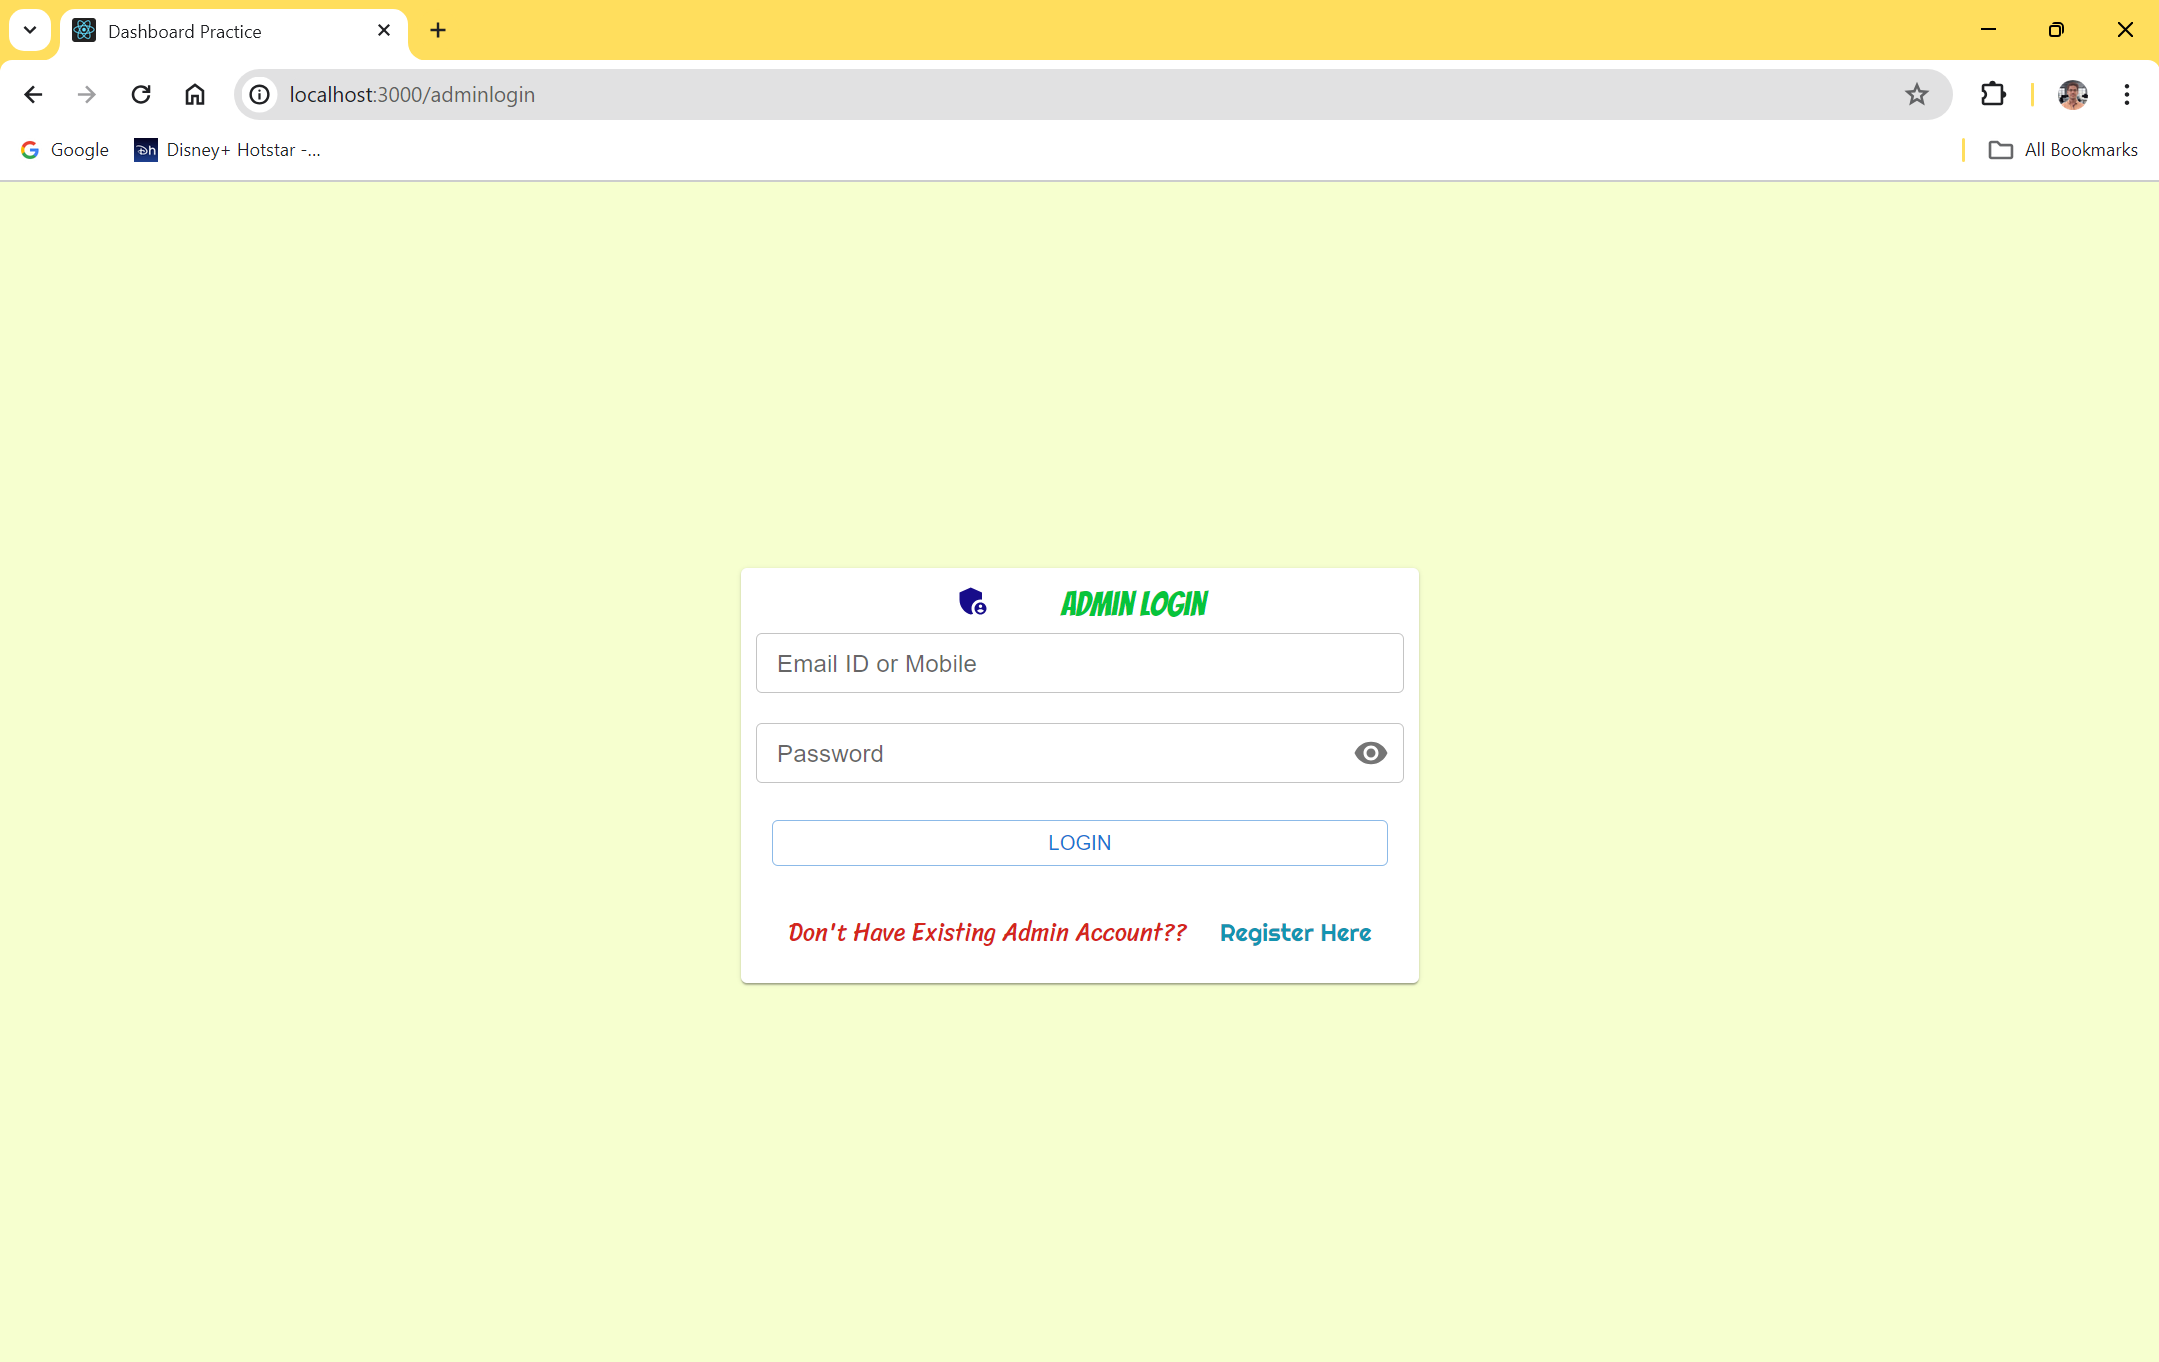 Dashboard Practice
localhost:3000/adminlogin
Google Disney+ Hotstar -... All Bookmarks
ADMIN LOGIN
Email ID or Mobile
Password
LOGIN
Don't Have Existing Admin Account?? Register Here